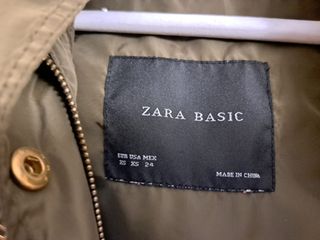 ZARA BASIC
EUR USA MEX
XS XS 24
MADE IN CHINA